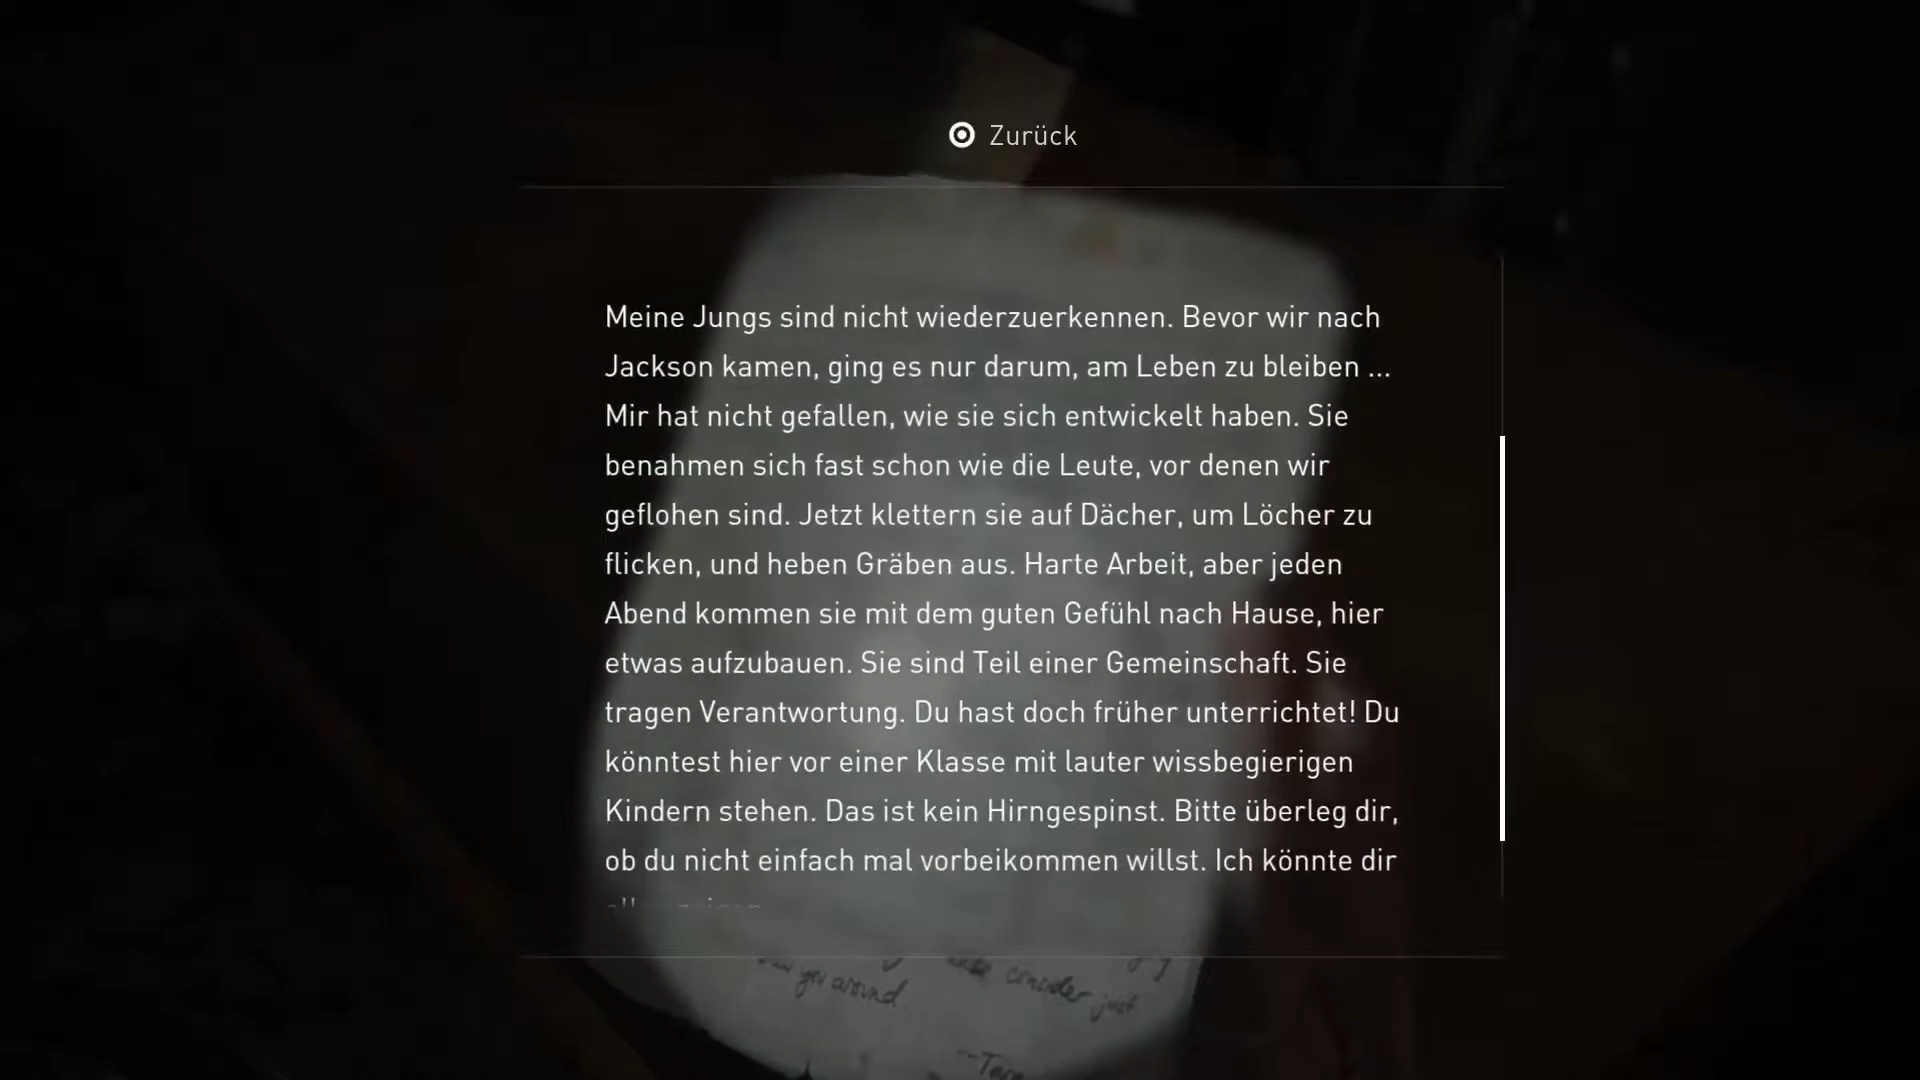 Zurück
Meine Jungs sind nicht wiederzuerkennen. Bevor wir nach
Jackson kamen, ging es nur darum, am Leben zu bleiben ...
Mir hat nicht gefallen, wie sie sich entwickelt haben. Sie
benahmen sich fast schon wie die Leute, vor denen wir
geflohen sind. Jetzt klettern sie auf Dächer, um Löcher zu
flicken, und heben Gräben aus. Harte Arbeit, aber jeden
Abend kommen sie mit dem guten Gefühl nach Hause, hier
etwas aufzubauen. Sie sind Teil einer Gemeinschaft. Sie
tragen Verantwortung. Du hast doch früher unterrichtet! Du
könntest hier vor einer Klasse mit lauter wissbegierigen
Kindern stehen. Das ist kein Hirngespinst. Bitte überleg dir,
ob du nicht einfach mal vorbeikommen willst. Ich könnte dir
consider just
you around